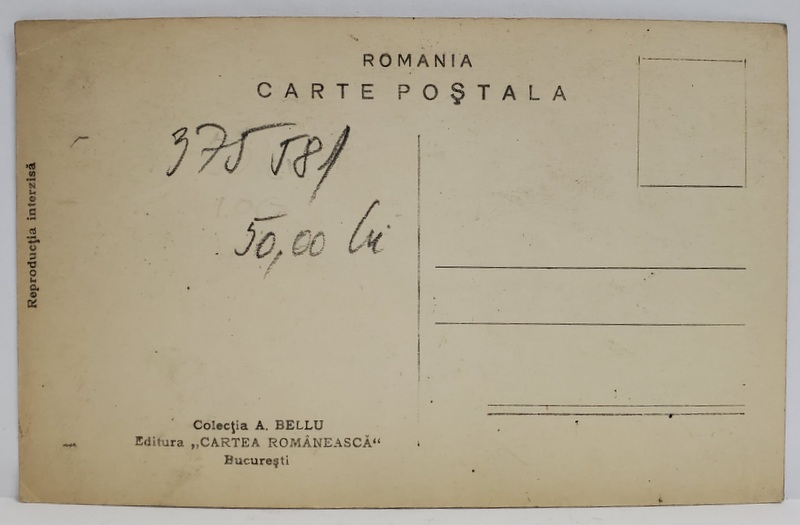 ROMANIA
CARTE POŞTALA
375 581
50,00 lei
Reproducţia interzisă
Colecţia A. BELLU
Editura „CARTEA ROMÂNEASCĂ“
Bucureşti